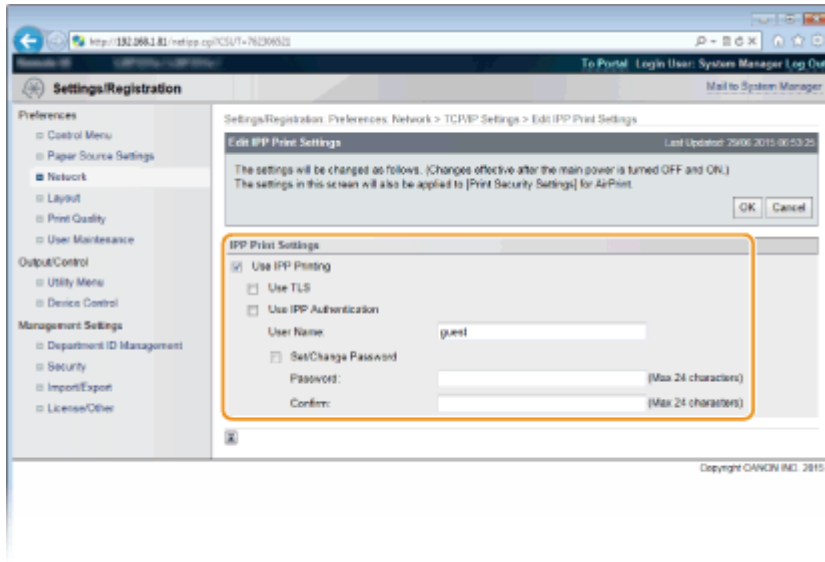 http://192.168.1.81/netipp.cgi?CSUT=762306521
To Portal Login User: System Manager Log Out
Settings/Registration
Mail to System Manager
Preferences
Control Menu
Paper Source Settings
Network
Layout
Print Quality
User Maintenance
Output/Control
Utility Menu
Device Control
Management Settings
Department ID Management
Security
Import/Export
License/Other
Settings/Registration: Preferences: Network > TCP/IP Settings > Edit IPP Print Settings
Edit IPP Print Settings
Last Updated: 29/06 2015 06:53:25
The settings will be changed as follows. (Changes effective after the main power is turned OFF and ON.)
The settings in this screen will also be applied to [Print Security Settings] for AirPrint.
OK Cancel
IPP Print Settings
Use IPP Printing
Use TLS
Use IPP Authentication
User Name: guest
Set/Change Password
Password: (Max 24 characters)
Confirm: (Max 24 characters)
Copyright CANON INC. 2015